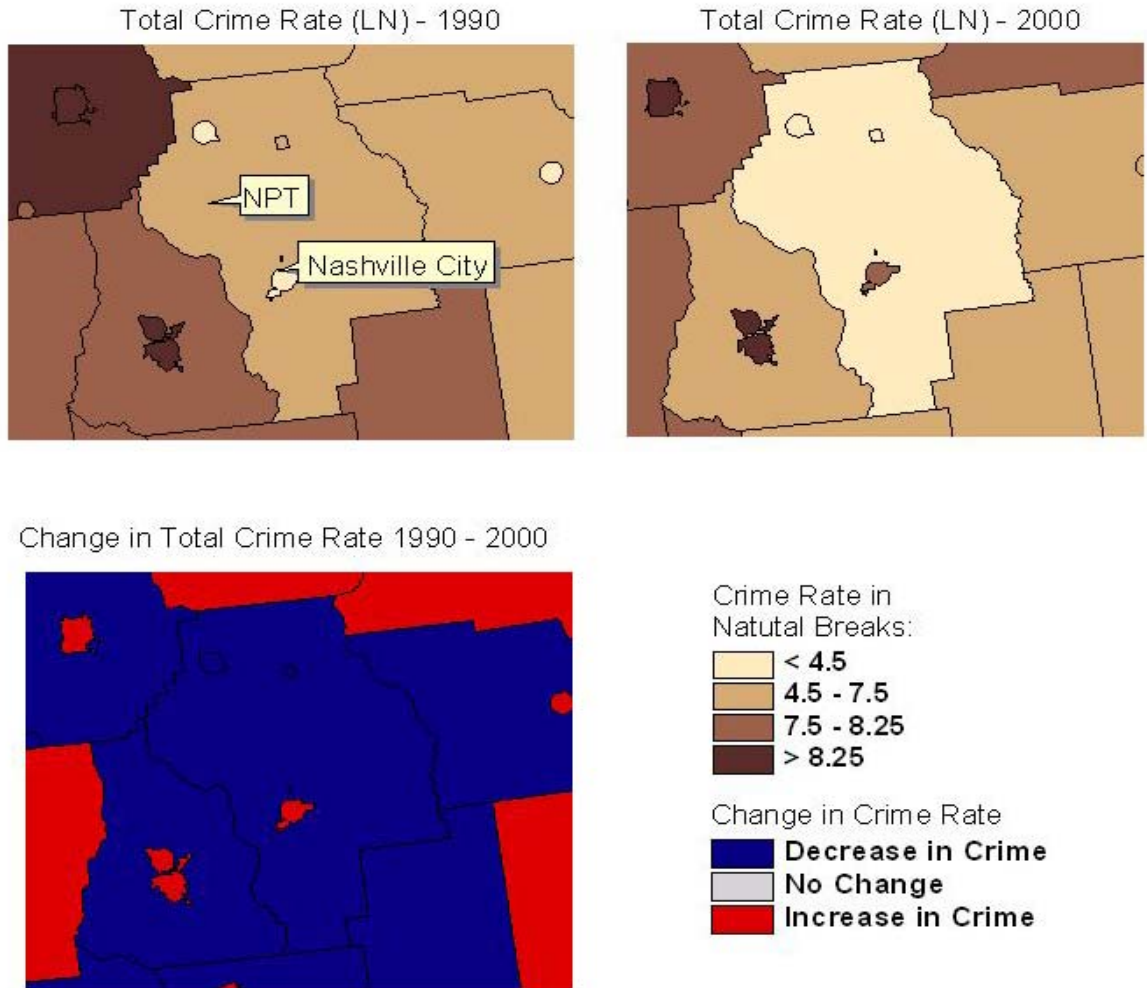 Total Crime Rate (LN) - 1990
Total Crime Rate (LN) - 2000
NPT
Nashville City
Change in Total Crime Rate 1990 - 2000
Crime Rate in
Natutal Breaks:
< 4.5
4.5 - 7.5
7.5 - 8.25
> 8.25
Change in Crime Rate
Decrease in Crime
No Change
Increase in Crime